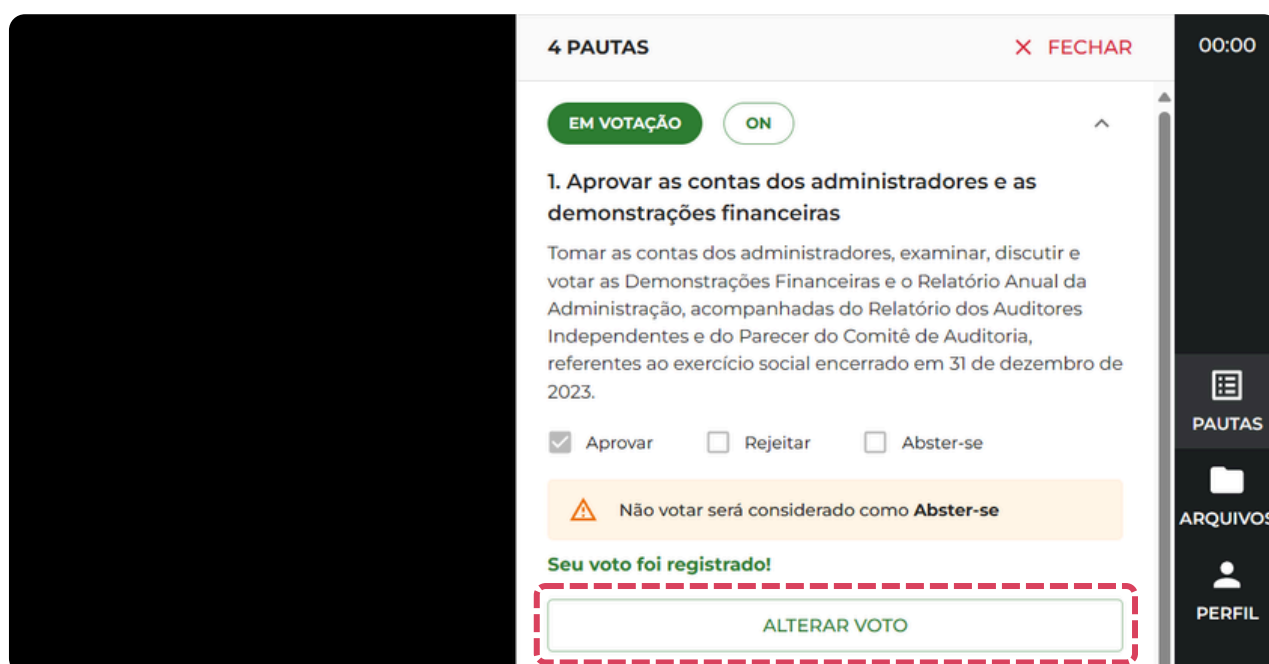 4 PAUTAS
FECHAR
00:00
EM VOTAÇÃO
ON
1. Aprovar as contas dos administradores e as
demonstrações financeiras
Tomar as contas dos administradores, examinar, discutir e
votar as Demonstrações Financeiras e o Relatório Anual da
Administração, acompanhadas do Relatório dos Auditores
Independentes e do Parecer do Comitê de Auditoria,
referentes ao exercício social encerrado em 31 de dezembro de
2023.
Aprovar
Rejeitar
Abster-se
Não votar será considerado como Abster-se
Seu voto foi registrado!
ALTERAR VOTO
PAUTAS
ARQUIVOS
PERFIL